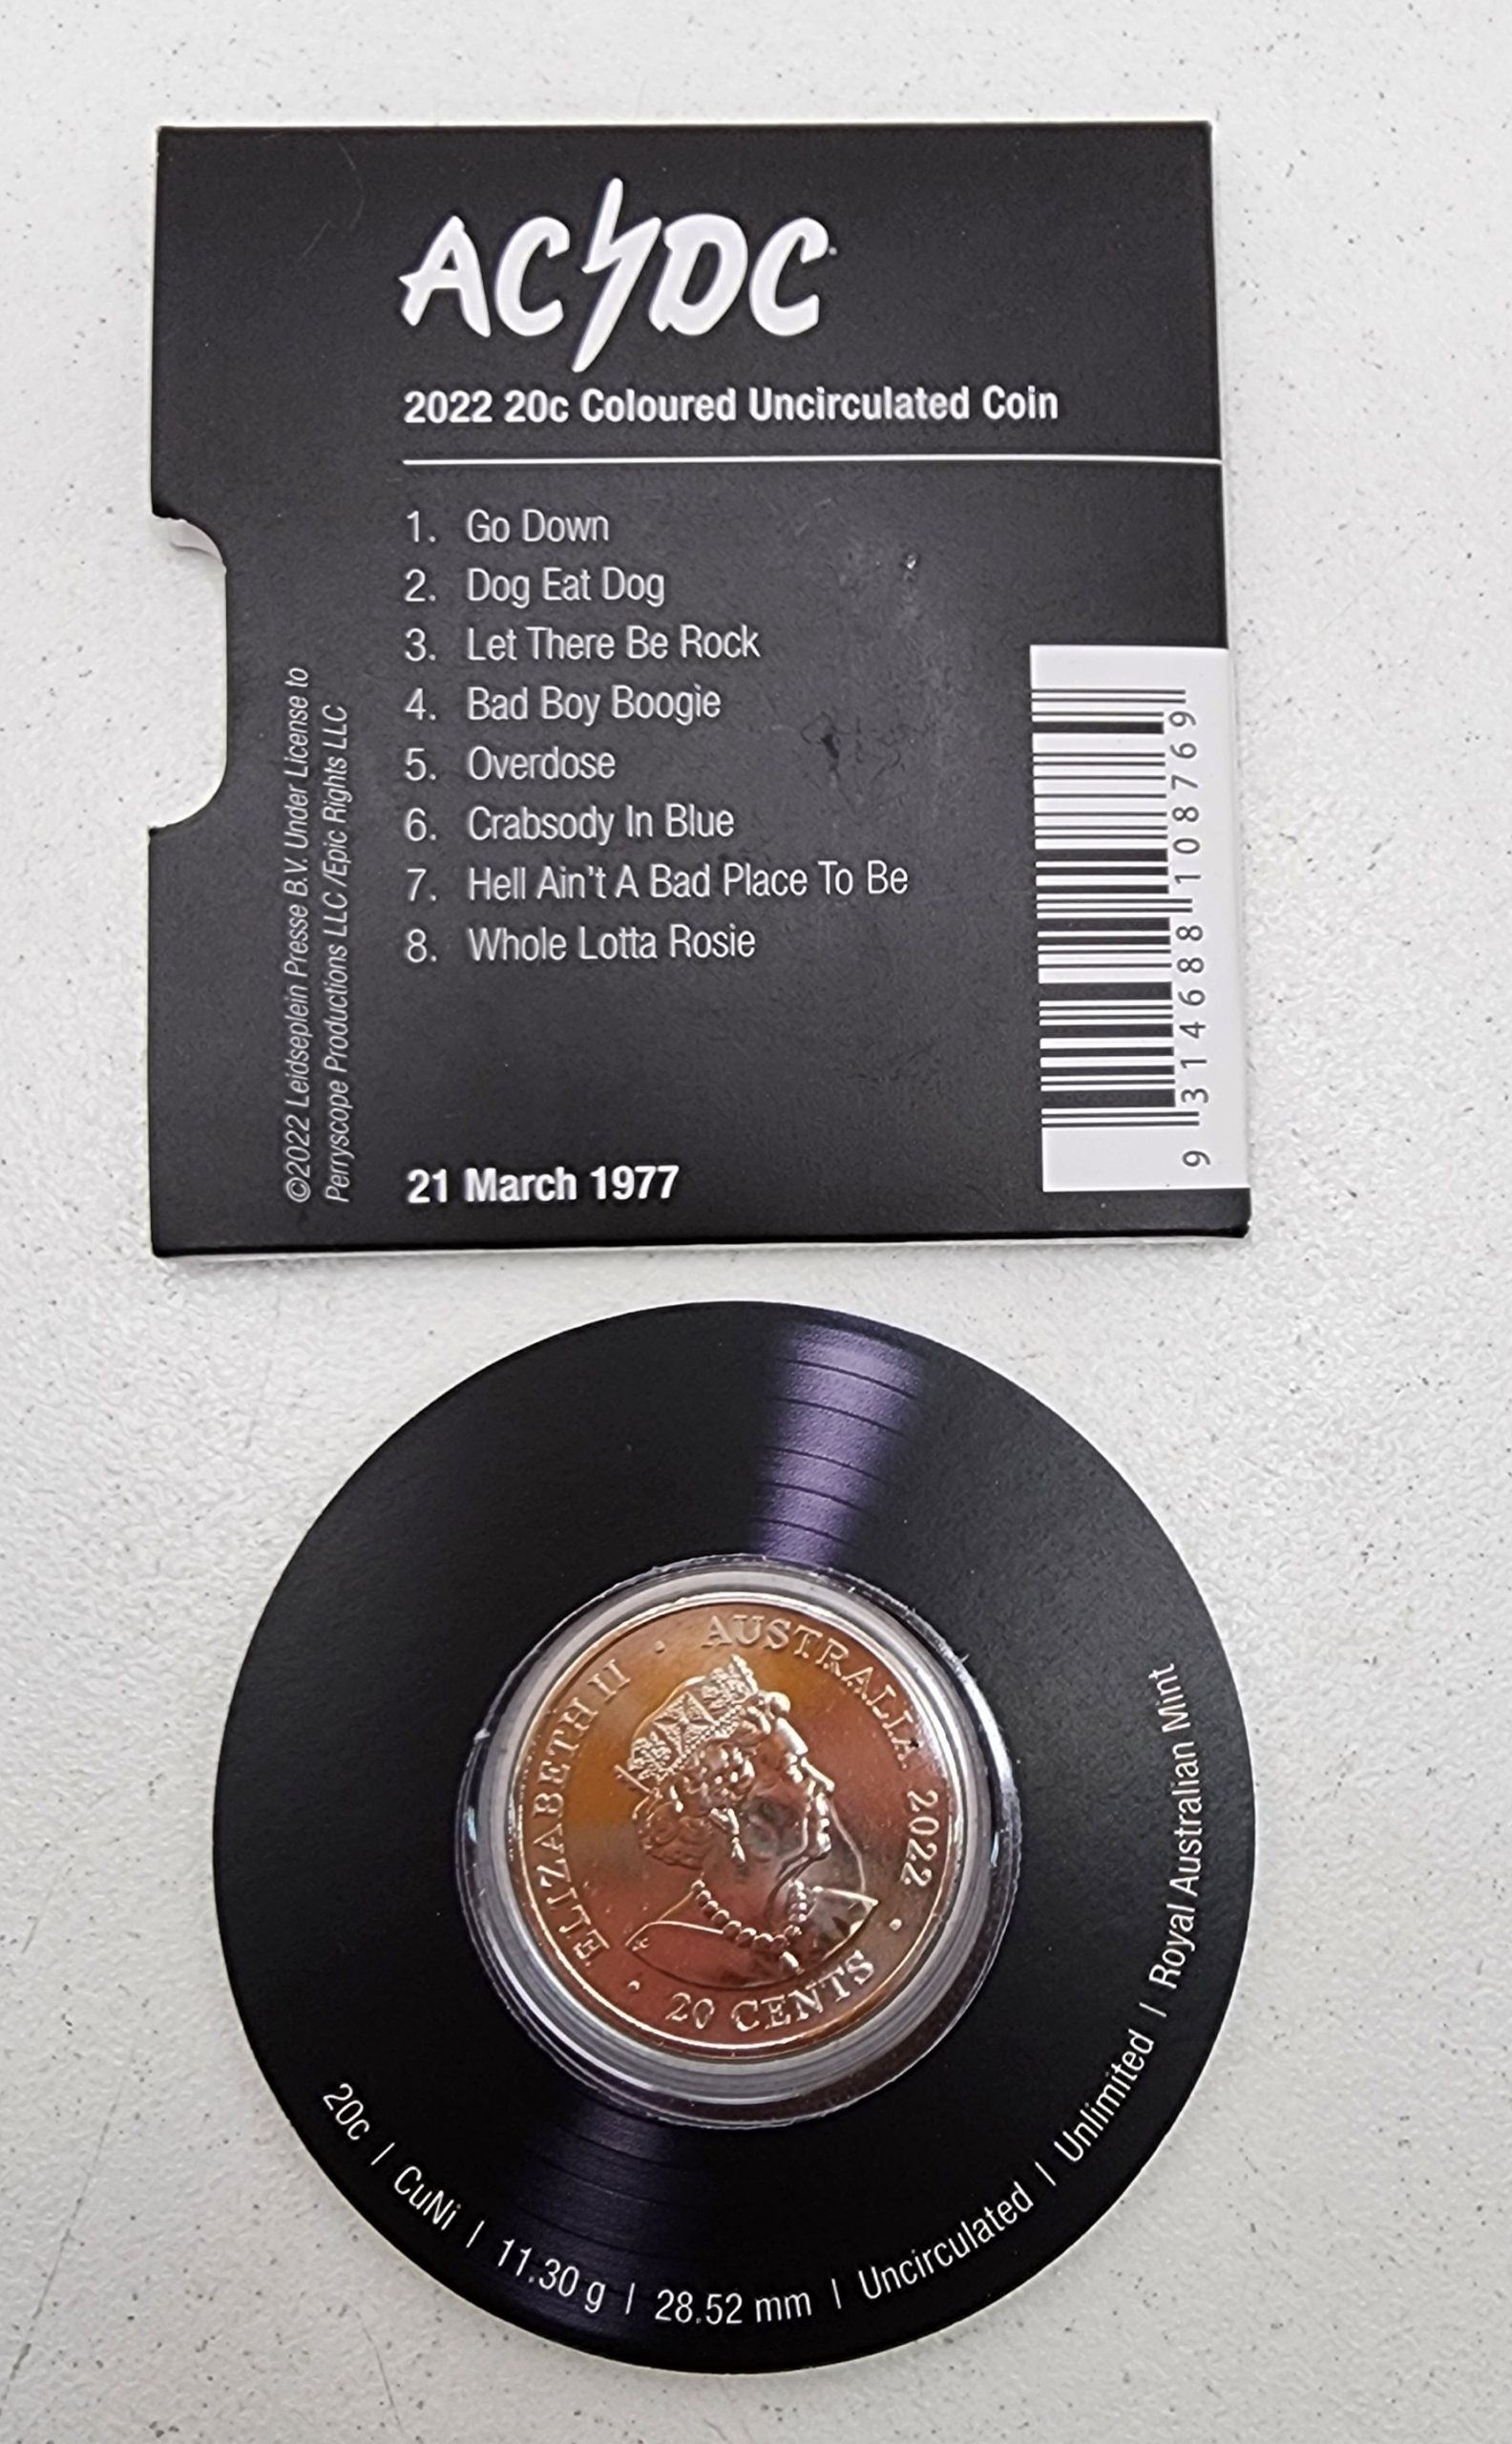 AC⚡DC
2022 20c Coloured Uncirculated Coin
1. Go Down
2. Dog Eat Dog
3. Let There Be Rock
4. Bad Boy Boogie
5. Overdose
6. Crabsody In Blue
7. Hell Ain't A Bad Place To Be
8. Whole Lotta Rosie
21 March 1977
©2022 Leidseplein Presse B.V. Under License to
Perryscope Productions LLC /Epic Rights LLC
9 314688 108769
ELIZABETH II • AUSTRALIA 2022 •
• 20 CENTS
20c | CuNi | 11.30 g | 28.52 mm | Uncirculated | Unlimited | Royal Australian Mint